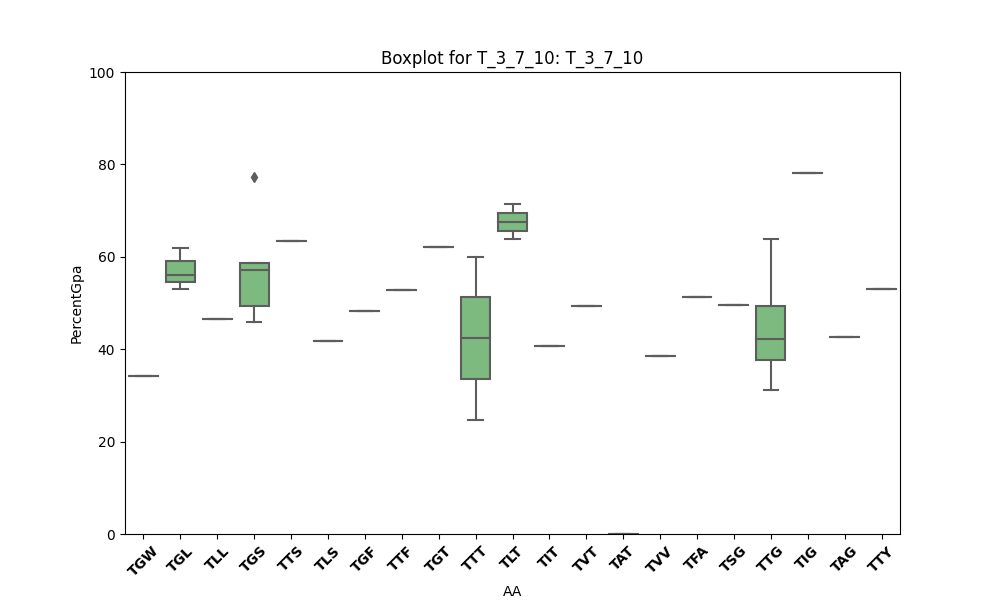 Boxplot for T_3_7_10: T_3_7_10
100
80
60
40
20
0
PercentGpa
TGW TGL TLL TGS TTS TLS TGF TTF TGT TTT TLT TIT TVT TAT TVV TFA TSG TTG TIG TAG TTY
AA